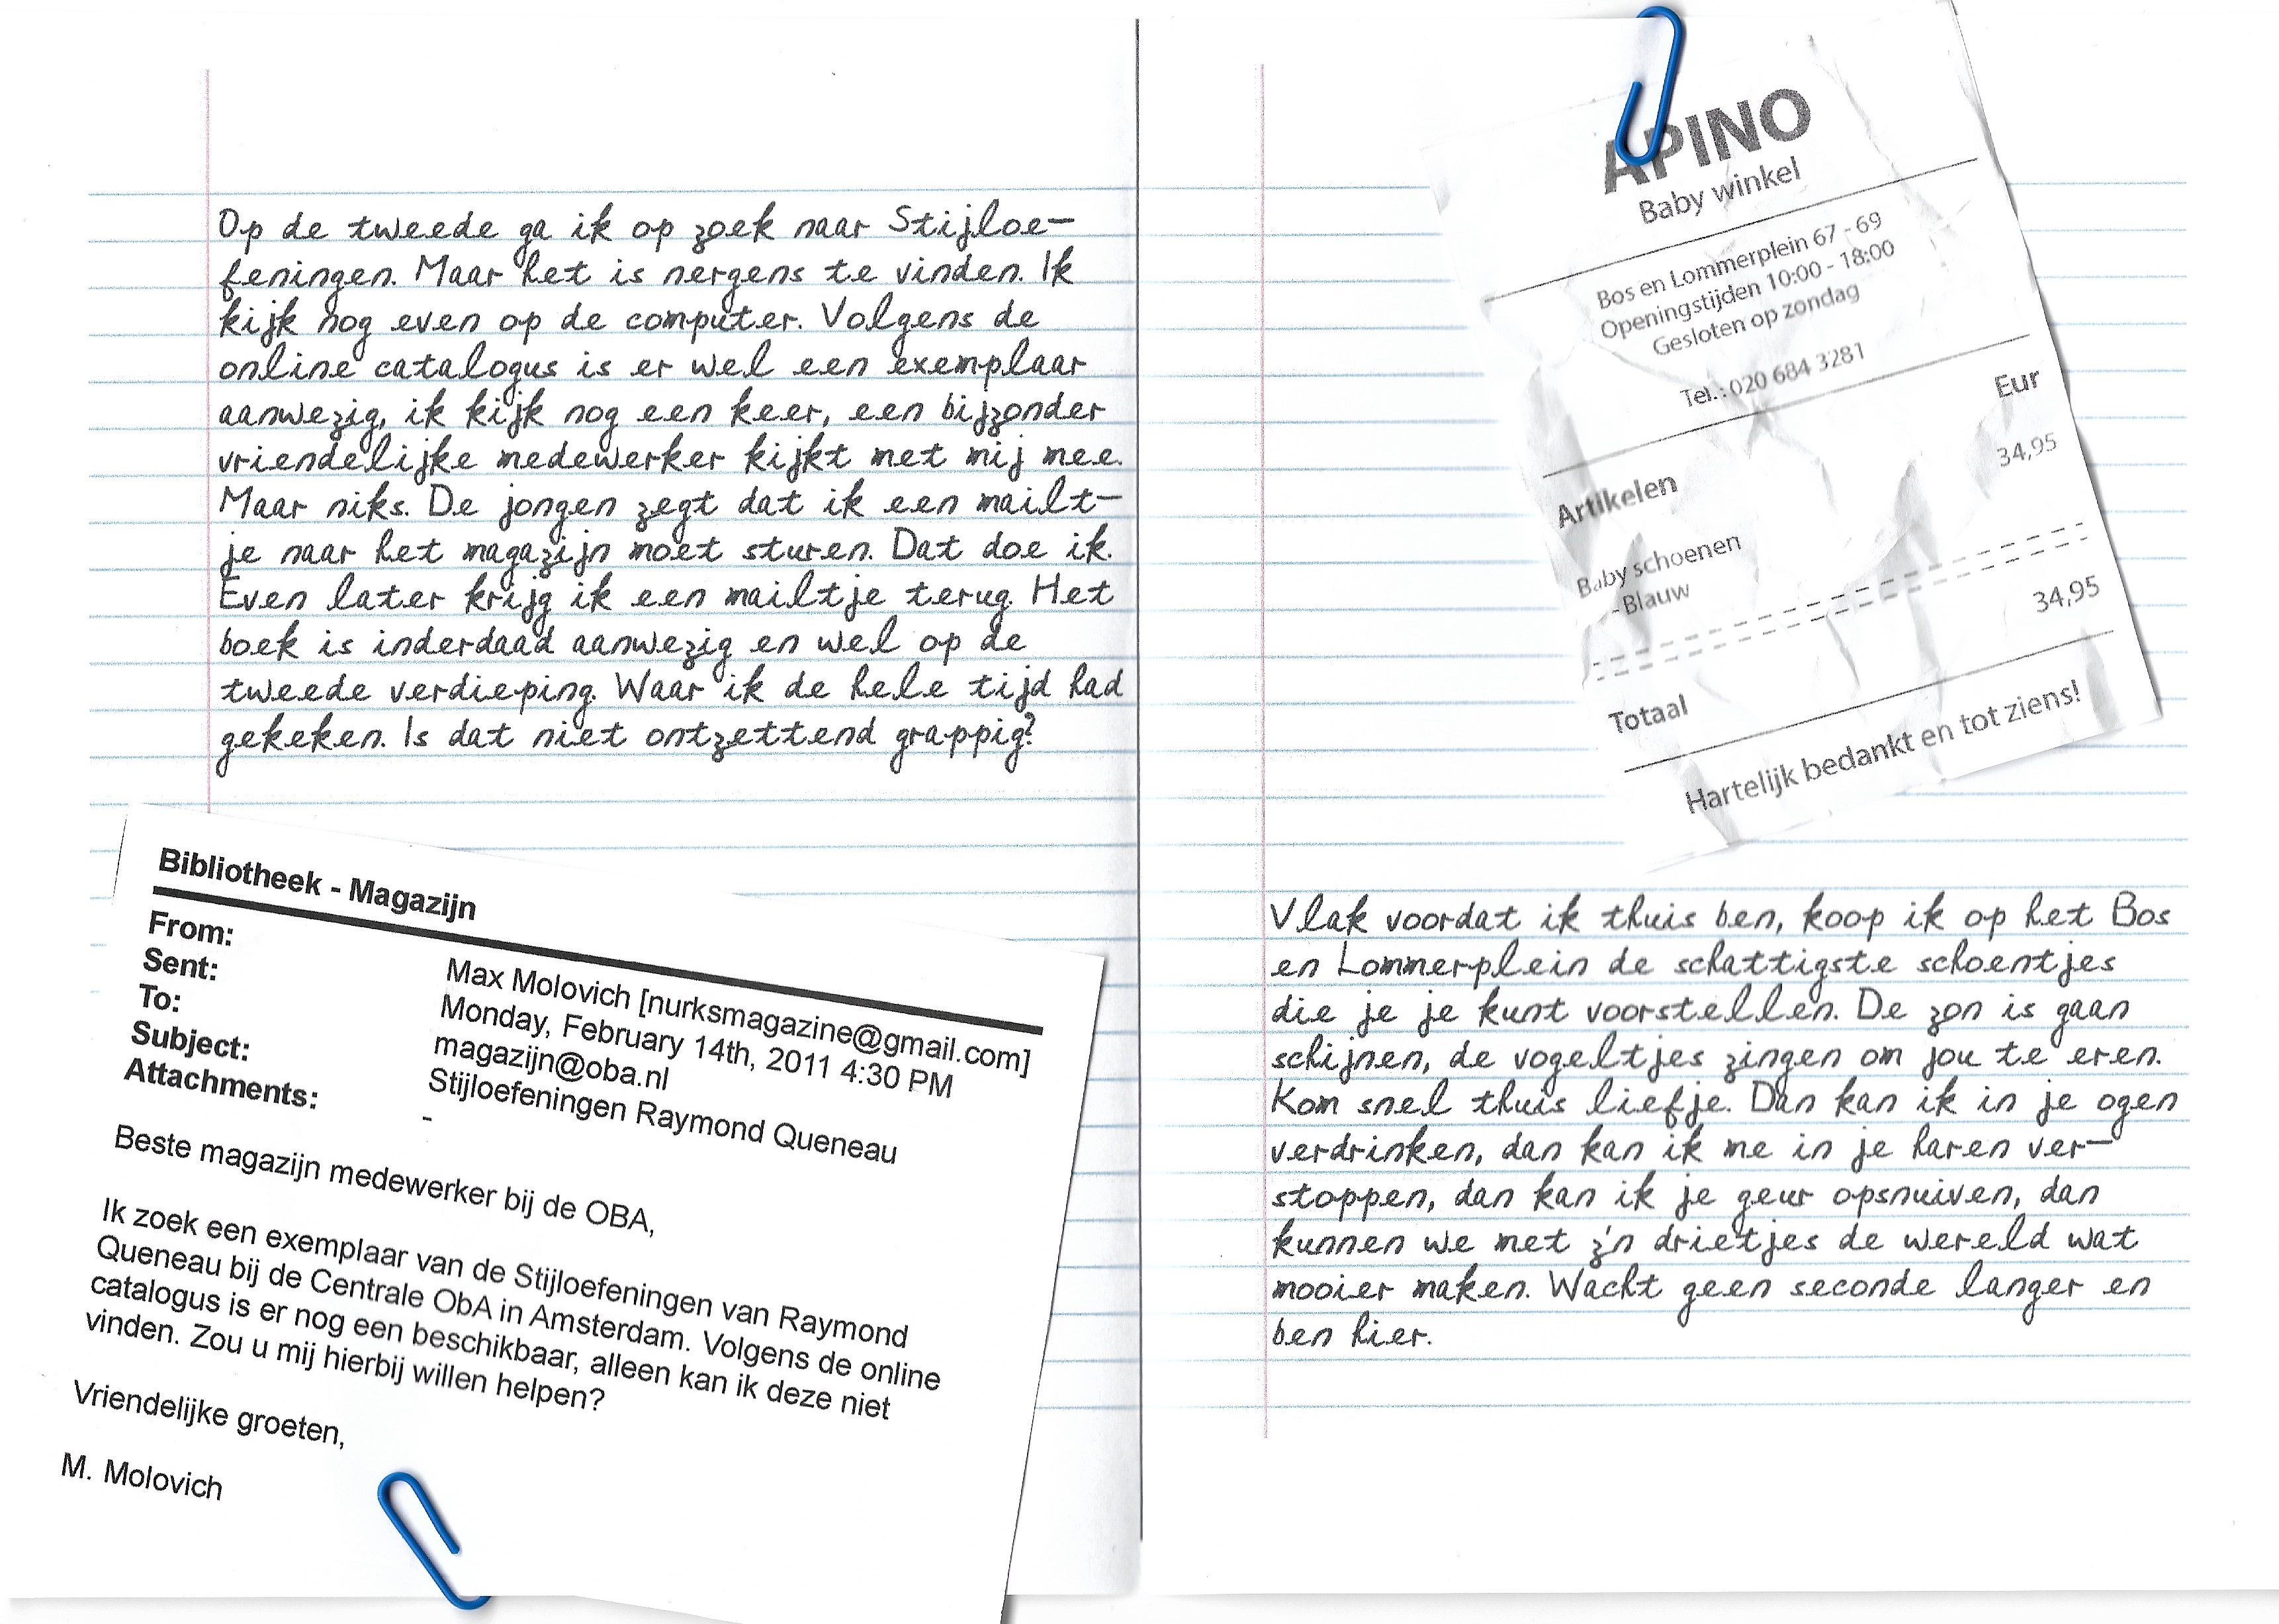 Op de tweede ga ik op zoek naar Stijloe-
feningen. Maar het is nergens te vinden. Ik
kijk nog even op de computer. Volgens de
online catalogus is er wel een exemplaar
aanwezig, ik kijk nog een keer, een bijzonder
vriendelijke medewerker kijkt met mij mee.
Maar niks. De jongen zegt dat ik een mailt-
je naar het magazijn moet sturen. Dat doe ik.
Even later krijg ik een mailtje terug. Het
boek is inderdaad aanwezig en wel op de
tweede verdieping. Waar ik de hele tijd had
gekeken. Is dat niet ontzettend grappig?
Bibliotheek - Magazijn
From: Max Molovich [nurksmagazine@gmail.com]
Sent: Monday, February 14th, 2011 4:30 PM
To: magazijn@oba.nl
Subject: Stijloefeningen Raymond Queneau
Attachments: -
Beste magazijn medewerker bij de OBA,
Ik zoek een exemplaar van de Stijloefeningen van Raymond
Queneau bij de Centrale ObA in Amsterdam. Volgens de online
catalogus is er nog een beschikbaar, alleen kan ik deze niet
vinden. Zou u mij hierbij willen helpen?
Vriendelijke groeten,
M. Molovich
APINO
Baby winkel
Bos en Lommerplein 67 - 69
Openingstijden 10:00 - 18:00
Gesloten op zondag
Tel.: 020 684 3281
Artikelen Eur
Baby schoenen 34,95
- Blauw
Totaal 34,95
Hartelijk bedankt en tot ziens!
Vlak voordat ik thuis ben, koop ik op het Bos
en Lommerplein de schattigste schoentjes
die je je kunt voorstellen. De zon is gaan
schijnen, de vogeltjes zingen om jou te eren.
Kom snel thuis liefje. Dan kan ik in je ogen
verdrinken, dan kan ik me in je haren ver-
stoppen, dan kan ik je geur opsnuiven, dan
kunnen we met z'n drietjes de wereld wat
mooier maken. Wacht geen seconde langer en
ben hier.